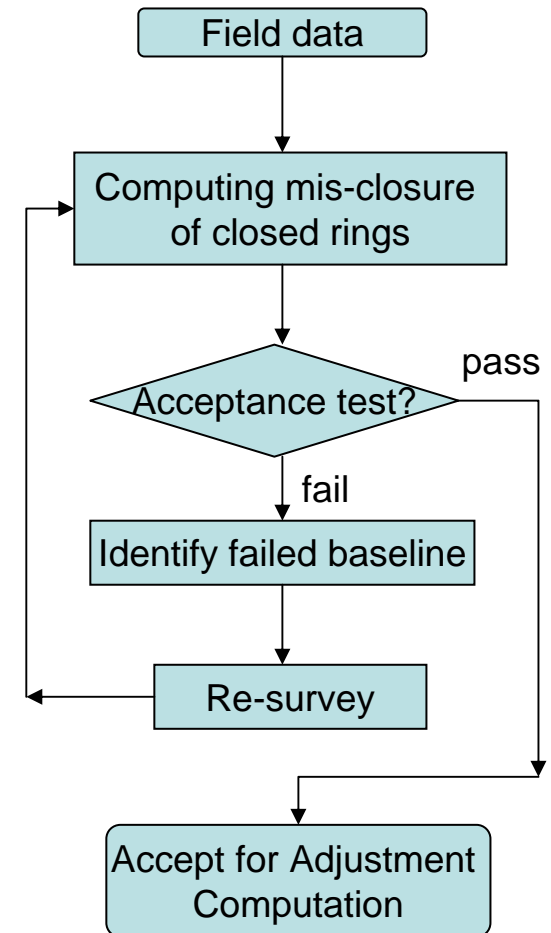 Field data
Computing mis-closure
of closed rings
pass
Acceptance test?
fail
Identify failed baseline
Re-survey
Accept for Adjustment
Computation